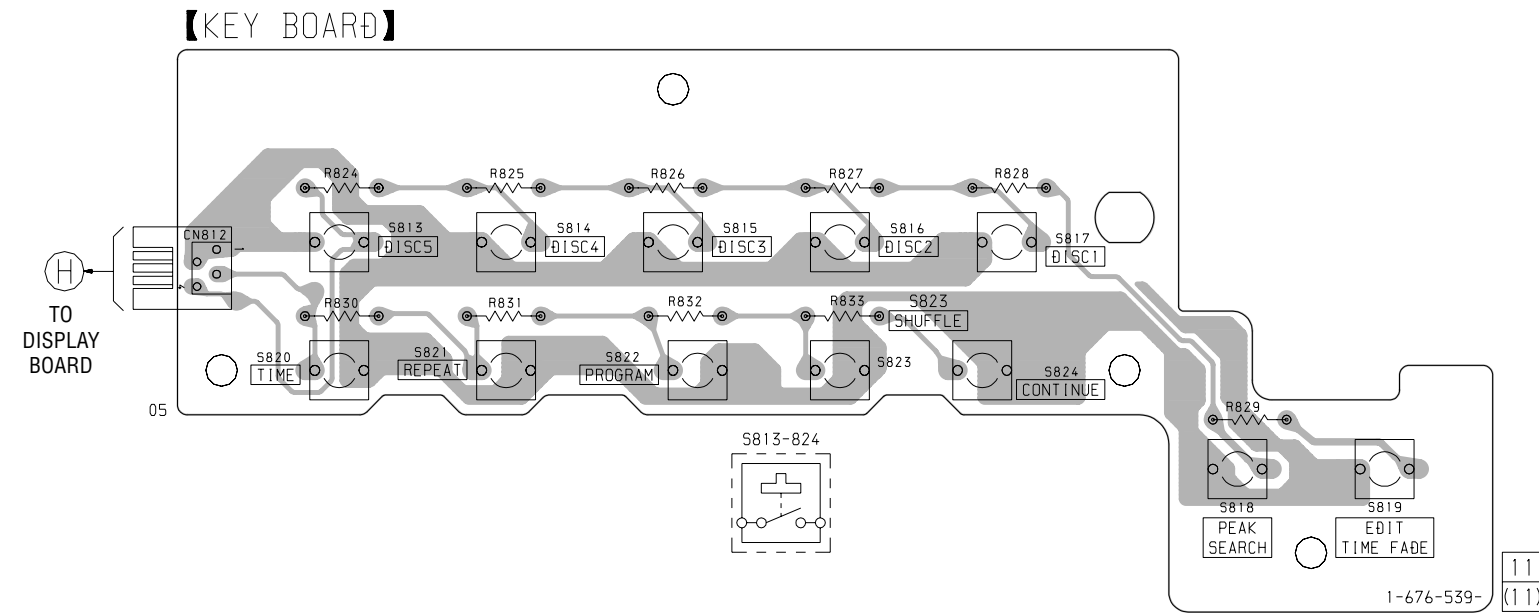 【KEY BOARD】
R824
R825
R826
R827
R828
CN812
1
S813
DISC5
S814
DISC4
S815
DISC3
S816
DISC2
S817
DISC1
H
TO
DISPLAY
BOARD
R830
R831
R832
R833
S823
SHUFFLE
S820
TIME
S821
REPEAT
S822
PROGRAM
S823
S824
CONTINUE
05
R829
S813-824
S818
PEAK
SEARCH
S819
EDIT
TIME FADE
1-676-539-
11
(11)